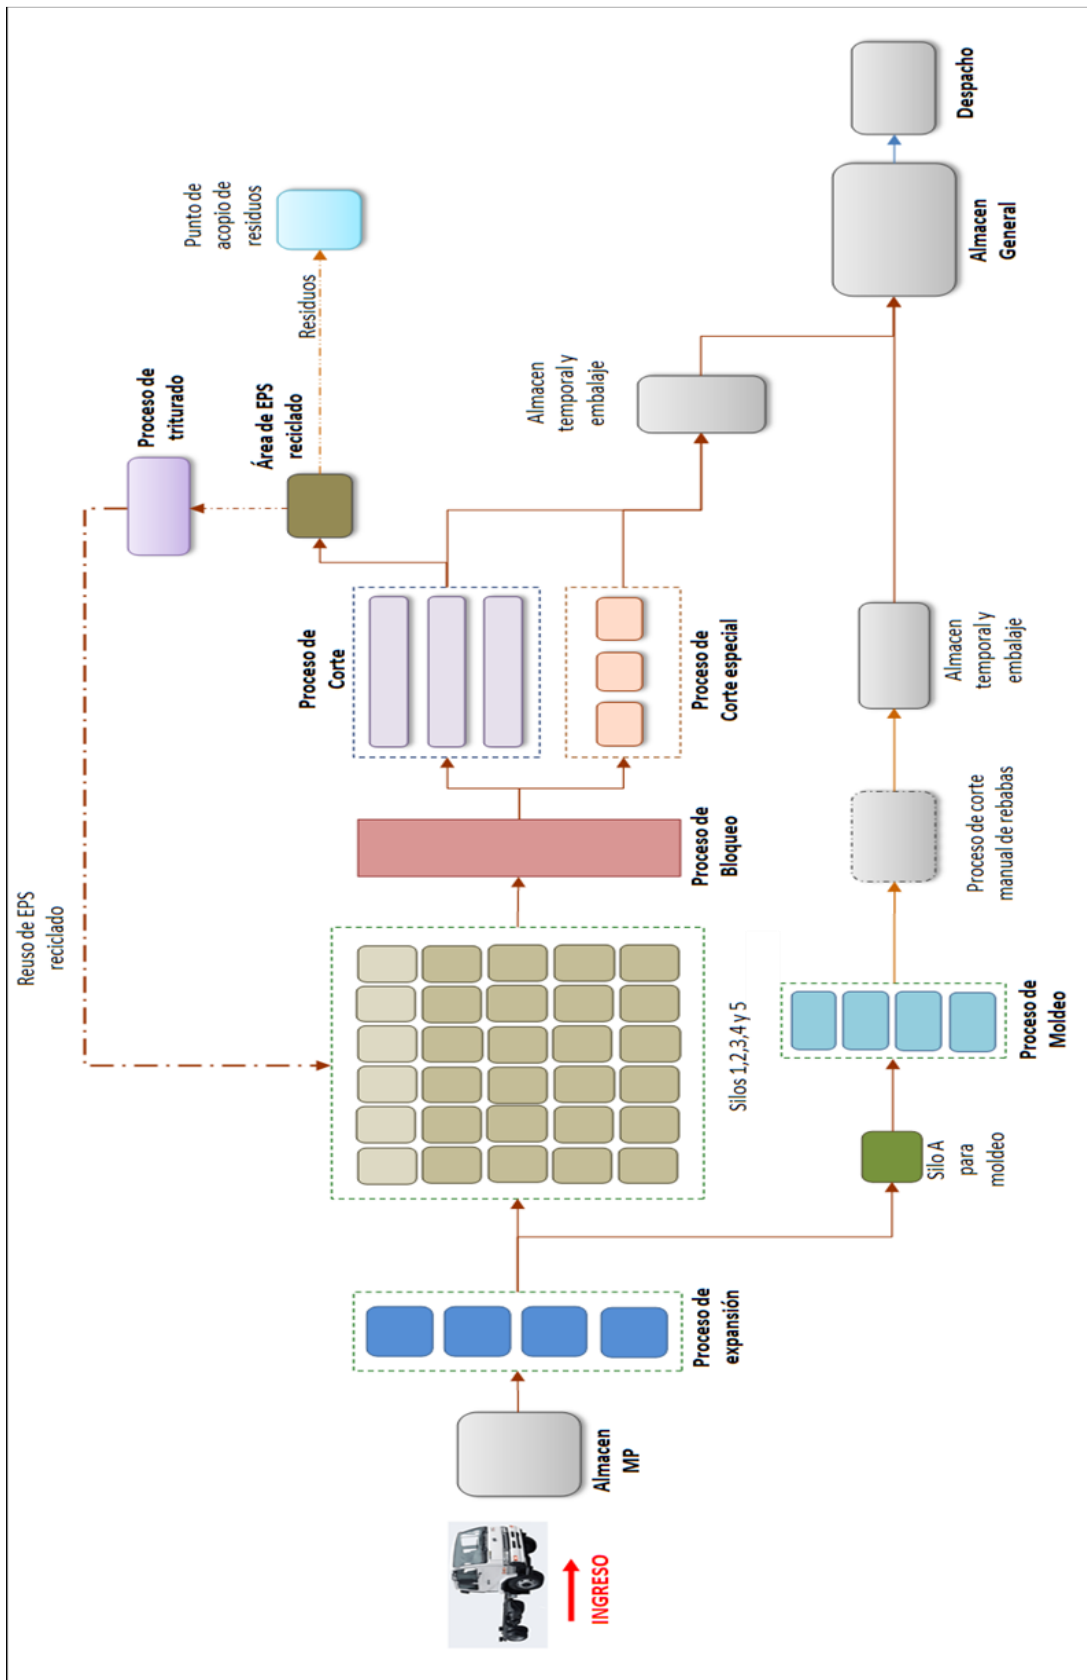 Reuso de EPS
reciclado
Proceso de
triturado
Punto de
acopio de
residuos
Área de EPS
reciclado
Residuos
Proceso de
Corte
Almacen
temporal y
embalaje
INGRESO
Almacen
MP
Proceso de
expansión
Silos 1,2,3,4 y 5
Proceso de
Bloqueo
Proceso de
Corte especial
Silo A
para
moldeo
Proceso de
Moldeo
Proceso de corte
manual de rebabas
Almacen
temporal y
embalaje
Almacen
General
Despacho